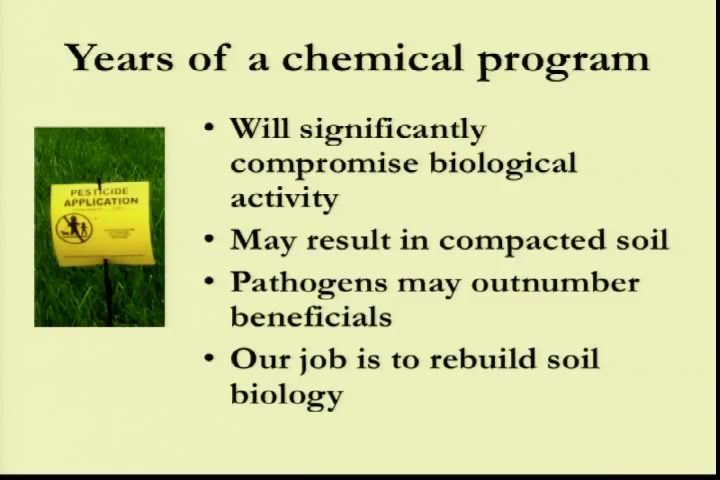 Years of a chemical program
PESTICIDE
APPLICATION
• Will significantly
compromise biological
activity
• May result in compacted soil
• Pathogens may outnumber
beneficials
• Our job is to rebuild soil
biology